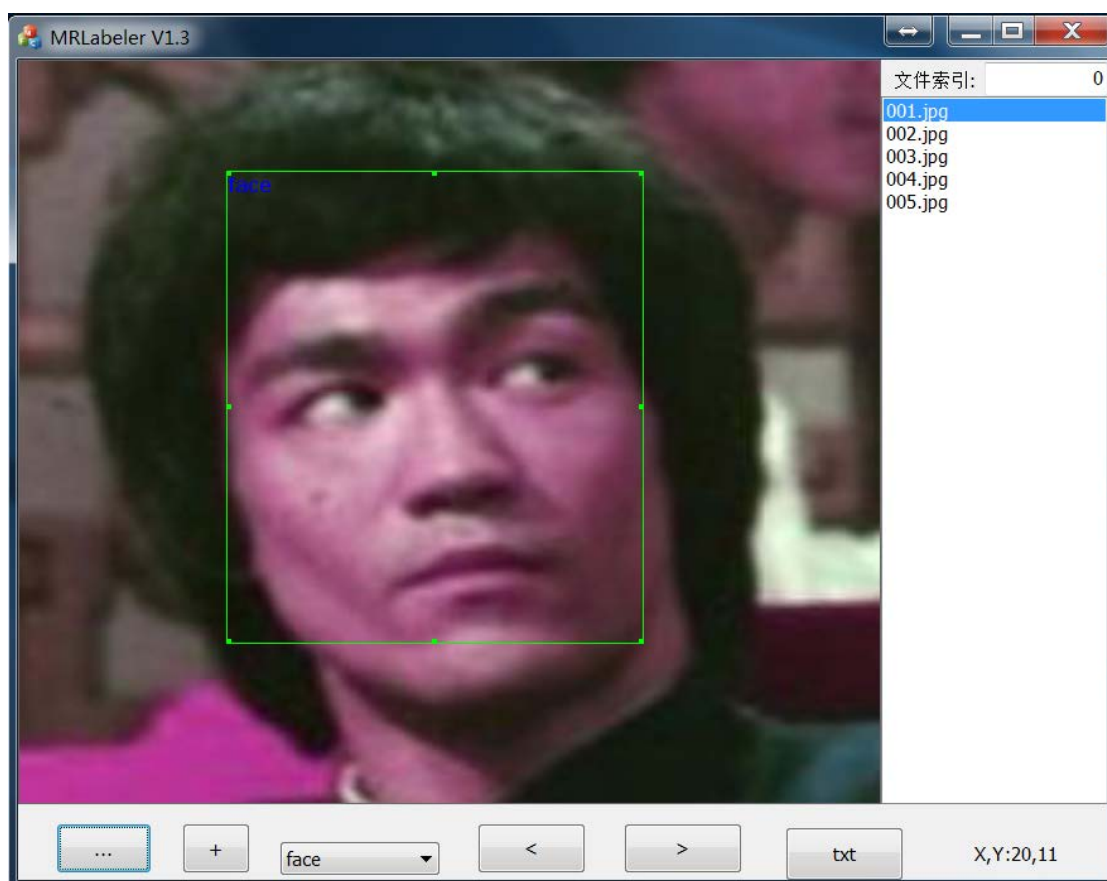 MRLabeler V1.3
文件索引: 0
001.jpg
002.jpg
003.jpg
004.jpg
005.jpg
face
... + face < > txt X,Y:20,11